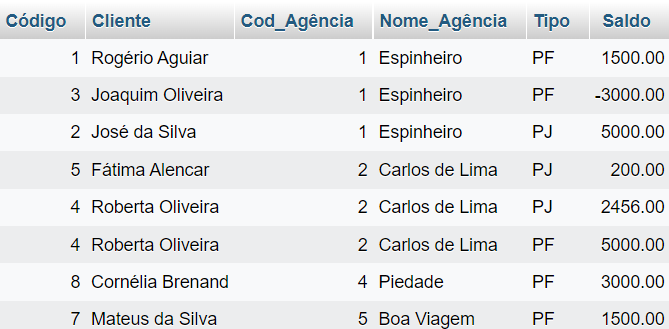 Código Cliente Cod_Agência Nome_Agência Tipo Saldo
1 Rogério Aguiar 1 Espinheiro PF 1500.00
3 Joaquim Oliveira 1 Espinheiro PF -3000.00
2 José da Silva 1 Espinheiro PJ 5000.00
5 Fátima Alencar 2 Carlos de Lima PJ 200.00
4 Roberta Oliveira 2 Carlos de Lima PJ 2456.00
4 Roberta Oliveira 2 Carlos de Lima PF 5000.00
8 Cornélia Brenand 4 Piedade PF 3000.00
7 Mateus da Silva 5 Boa Viagem PF 1500.00